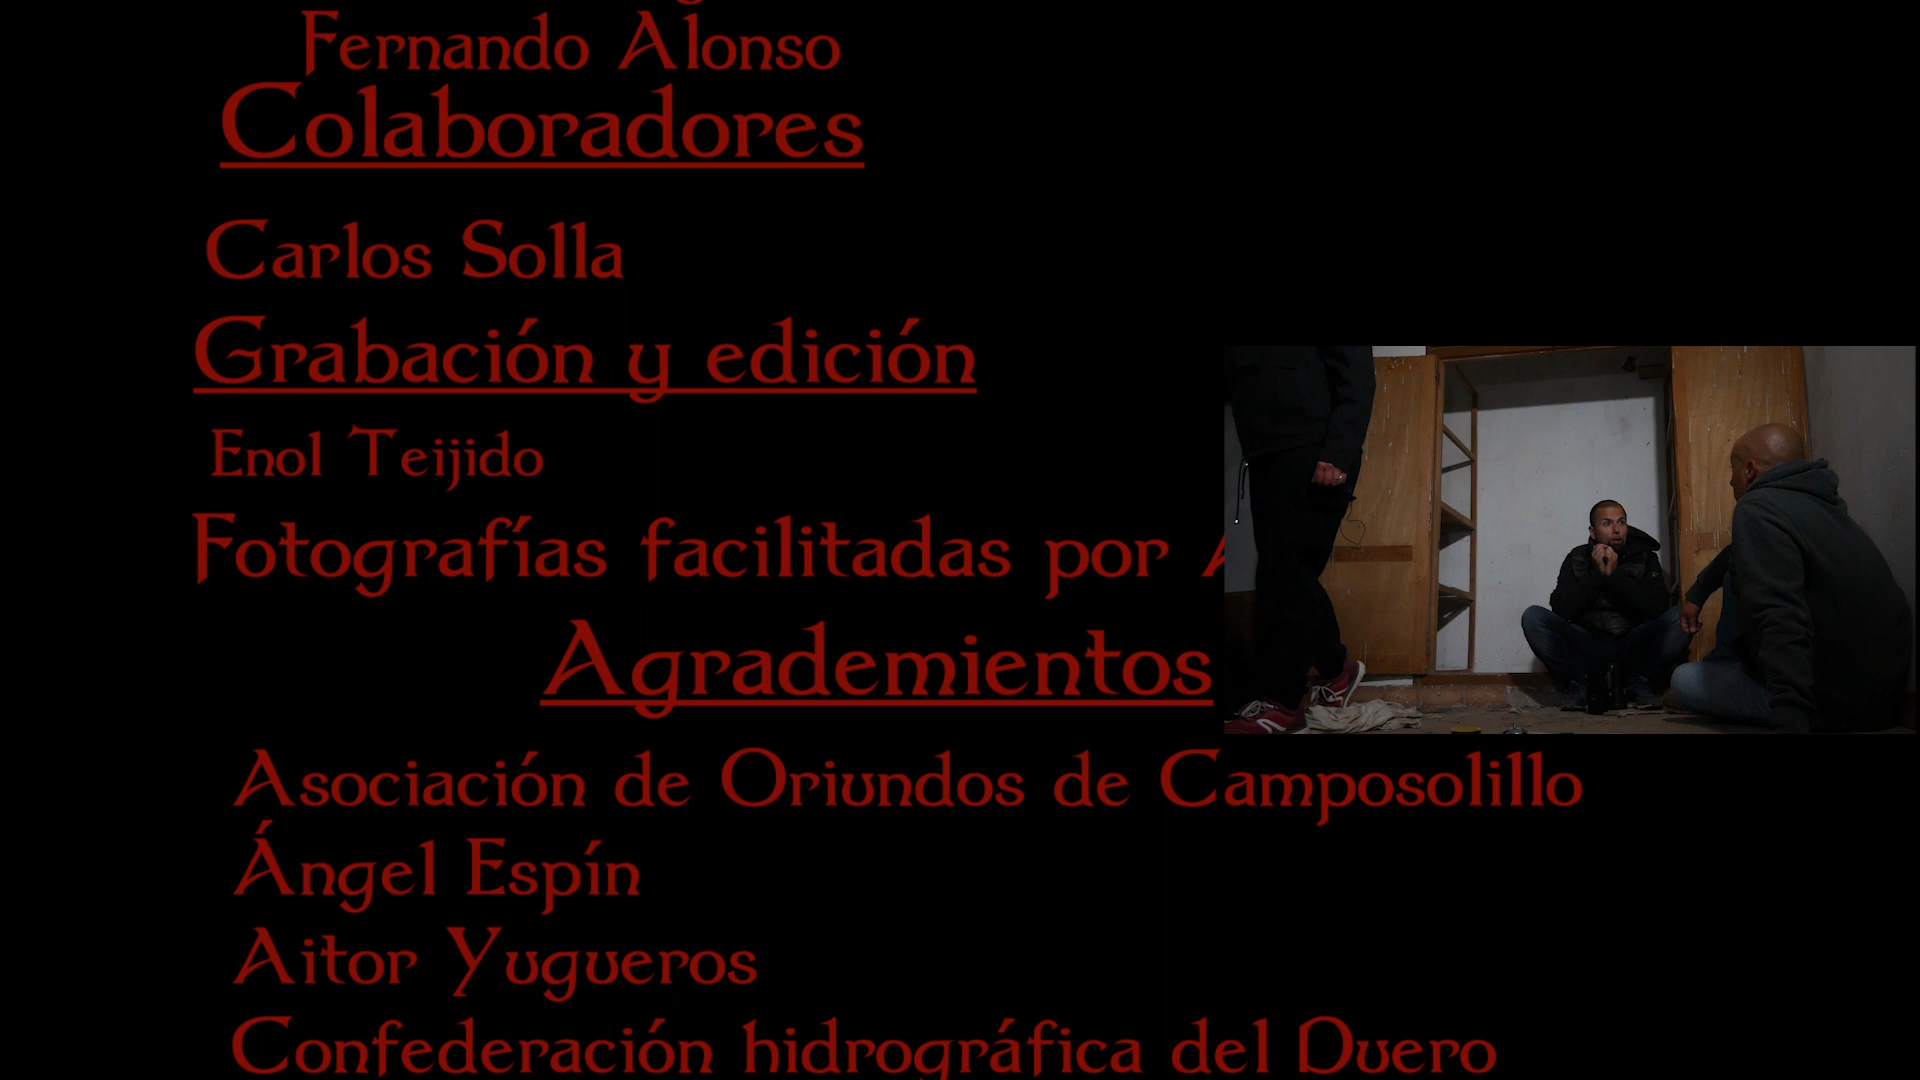 Fernando Alonso
Colaboradores
Carlos Solla
Grabación y edición
Enol Teijido
Fotografías facilitadas por
Agrademientos
Asociación de Oriundos de Camposolillo
Ángel Espín
Aitor Yugueros
Confederación hidrográfica del Duero